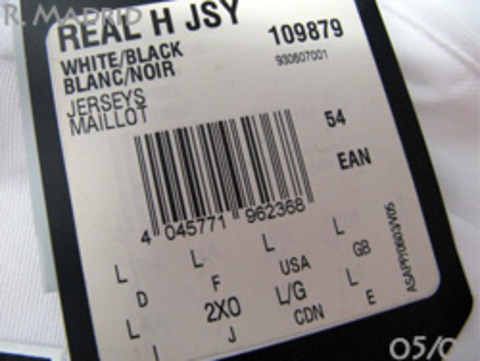 R. MADRID
REAL H JSY
109879
WHITE/BLACK
BLANC/NOIR
930807001
JERSEYS
MAILLOT
54
EAN
4 045771 962368
L L L L
D F USA GB
L 2XO L/G L
I J CDN E
05/0